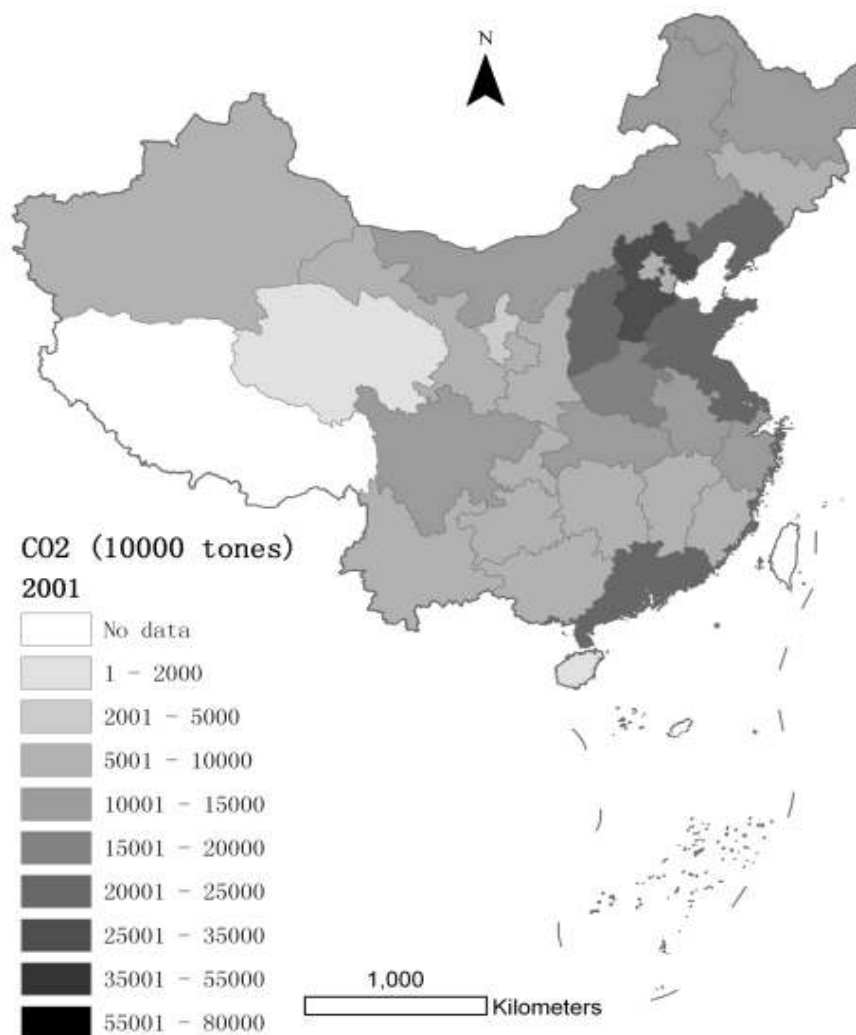 N
CO2 (10000 tones)
2001
No data
1 - 2000
2001 - 5000
5001 - 10000
10001 - 15000
15001 - 20000
20001 - 25000
25001 - 35000
35001 - 55000
55001 - 80000
1,000
Kilometers